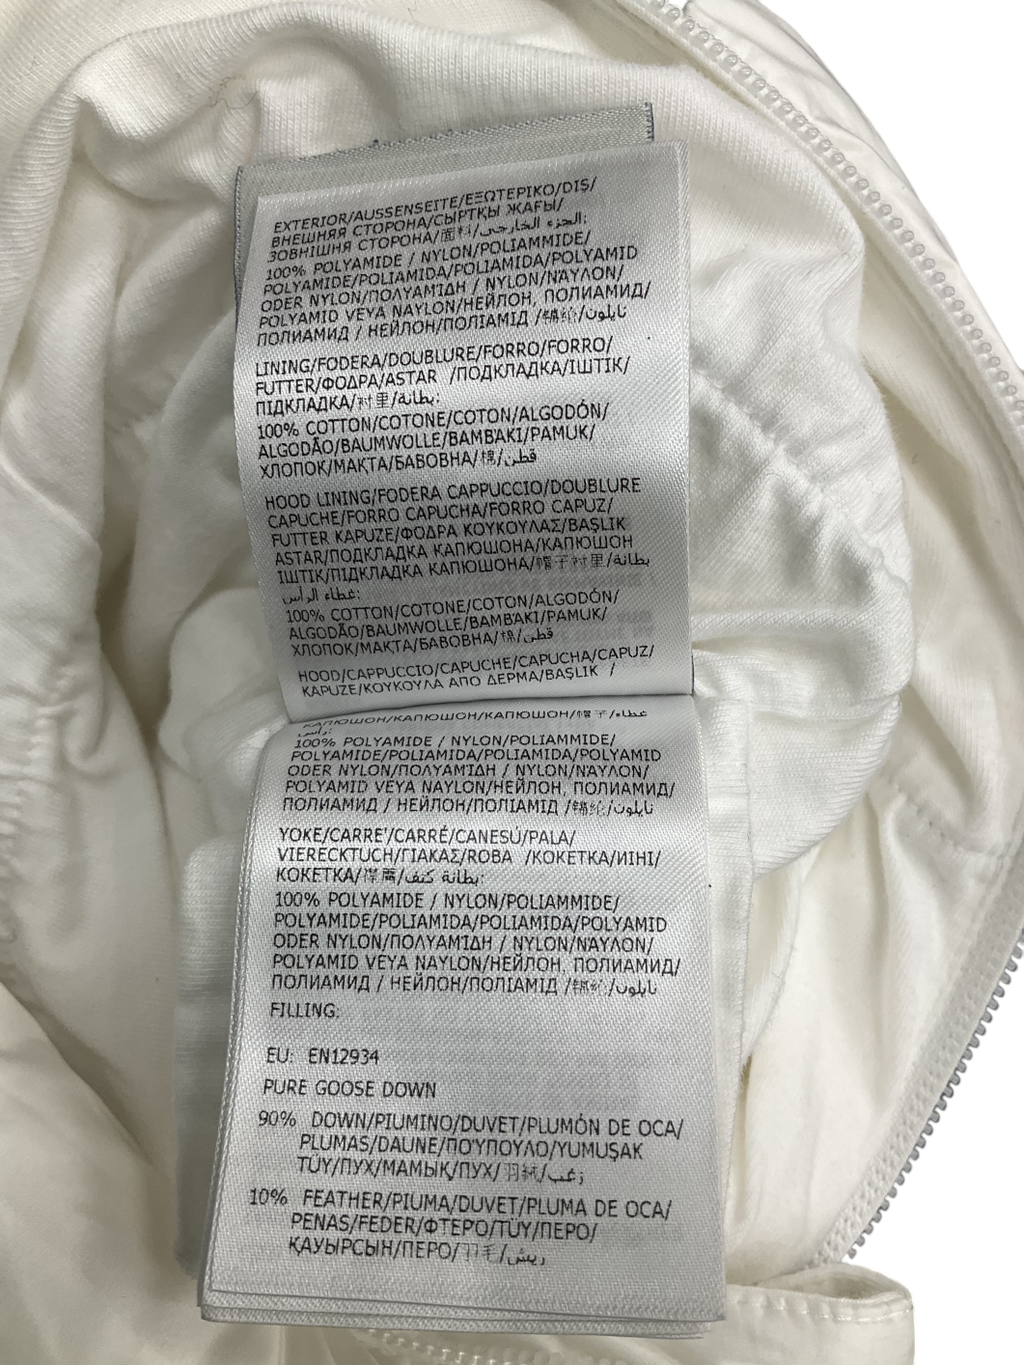 EXTERIOR/AUSSENSEITE/ΕΞΩΤΕΡΙΚΟ/DIŞ/
ВНЕШНЯЯ СТОРОНА/СЫРТҚЫ ЖАҒЫ/
ЗОВНІШНЯ СТОРОНА/面料/الجزء الخارجي:
100% POLYAMIDE / NYLON/POLIAMMIDE/
POLYAMIDE/POLIAMIDA/POLIAMIDA/POLYAMID
ODER NYLON/ΠΟΛΥΑΜΊΔΗ / NYLON/ΝΆΥΛΟΝ/
POLYAMID VEYA NAYLON/НЕЙЛОН, ПОЛИАМИД/
ПОЛИАМИД / НЕЙЛОН/ПОЛІАМІД /锦纶/نايلون
LINING/FODERA/DOUBLURE/FORRO/FORRO/
FUTTER/ΦΟΔΡΑ/ASTAR /ПОДКЛАДКА/ІШТІК/
ПІДКЛАДКА/衬里/بطانة:
100% COTTON/COTONE/COTON/ALGODÓN/
ALGODÃO/BAUMWOLLE/ΒΑΜΒΑΚΙ/PAMUK/
ХЛОПОК/МАҚТА/БАВОВНА/棉/قطن
HOOD LINING/FODERA CAPPUCCIO/DOUBLURE
CAPUCHE/FORRO CAPUCHA/FORRO CAPUZ/
FUTTER KAPUZE/ΦΟΔΡΑ ΚΟΥΚΟΥΛΑΣ/BAŞLIK
ASTAR/ПОДКЛАДКА КАПЮШОНА/КАПЮШОН
ІШТІК/ПІДКЛАДКА КАПЮШОНА/帽子衬里/بطانة
غطاء الرأس:
100% COTTON/COTONE/COTON/ALGODÓN/
ALGODÃO/BAUMWOLLE/ΒΑΜΒΑΚΙ/PAMUK/
ХЛОПОК/МАҚТА/БАВОВНА/棉/قطن
HOOD/CAPPUCCIO/CAPUCHE/CAPUCHA/CAPUZ/
KAPUZE/ΚΟΥΚΟΥΛΑ ΑΠΟ ΔΕΡΜΑ/BAŞLIK /
КАПЮШОН/КАПЮШОН/КАПЮШОН/帽子/غطاء
الرأس:
100% POLYAMIDE / NYLON/POLIAMMIDE/
POLYAMIDE/POLIAMIDA/POLIAMIDA/POLYAMID
ODER NYLON/ΠΟΛΥΑΜΊΔΗ / NYLON/ΝΆΥΛΟΝ/
POLYAMID VEYA NAYLON/НЕЙЛОН, ПОЛИАМИД/
ПОЛИАМИД / НЕЙЛОН/ПОЛІАМІД /锦纶/نايلون
YOKE/CARRE'/CARRÉ/CANESÚ/PALA/
VIERECKTUCH/ΓΙΑΚΑΣ/ROBA /КОКЕТКА/ИІНІ/
КОКЕТКА/بطانة كتف:
100% POLYAMIDE / NYLON/POLIAMMIDE/
POLYAMIDE/POLIAMIDA/POLIAMIDA/POLYAMID
ODER NYLON/ΠΟΛΥΑΜΊΔΗ / NYLON/ΝΆΥΛΟΝ/
POLYAMID VEYA NAYLON/НЕЙЛОН, ПОЛИАМИД/
ПОЛИАМИД / НЕЙЛОН/ПОЛІАМІД /锦纶/نايلون
FILLING:
EU: EN12934
PURE GOOSE DOWN
90% DOWN/PIUMINO/DUVET/PLUMÓN DE OCA/
PLUMAS/DAUNE/ΠΟΎΠΟΥΛΟ/YUMUŞAK
TÜY/ПУХ/МАМЫҚ/ПУХ/羽绒/زغب
10% FEATHER/PIUMA/DUVET/PLUMA DE OCA/
PENAS/FEDER/ΦΤΕΡΟ/TÜY/ПЕРО/
ҚАУЫРСЫН/ПЕРО/羽毛/ريش